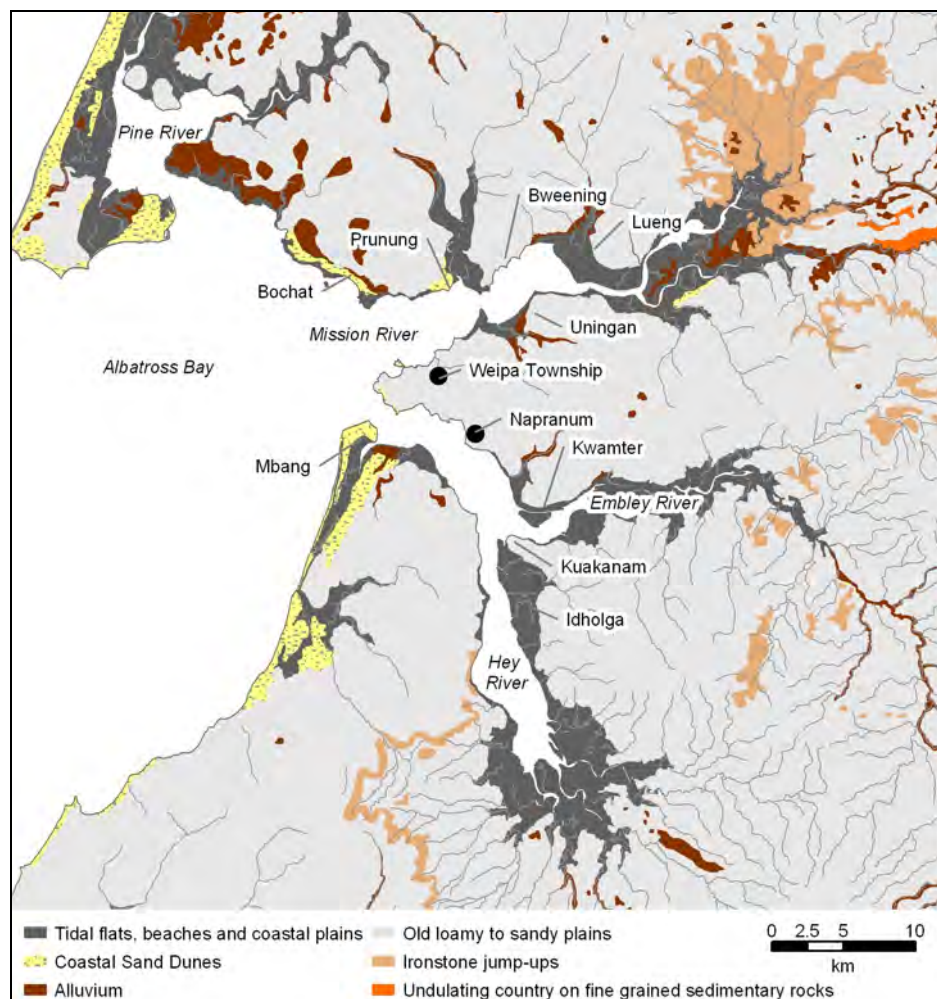 Pine River
Bweening
Lueng
Prunung
Bochat
Mission River
Uningan
Albatross Bay
Weipa Township
Napranum
Kwamter
Mbang
Embley River
Kuakanam
Idholga
Hey
River
Tidal flats, beaches and coastal plains
Old loamy to sandy plains
0 2.5 5 10
km
Coastal Sand Dunes
Ironstone jump-ups
Alluvium
Undulating country on fine grained sedimentary rocks